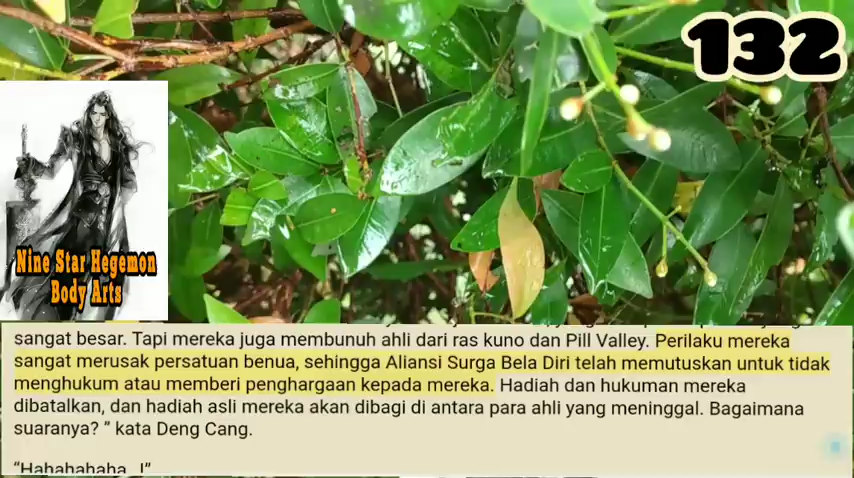 132
Nine Star Hegemon
Body Arts
sangat besar. Tapi mereka juga membunuh ahli dari ras kuno dan Pill Valley. Perilaku mereka
sangat merusak persatuan benua, sehingga Aliansi Surga Bela Diri telah memutuskan untuk tidak
menghukum atau memberi penghargaan kepada mereka. Hadiah dan hukuman mereka
dibatalkan, dan hadiah asli mereka akan dibagi di antara para ahli yang meninggal. Bagaimana
suaranya? ” kata Deng Cang.
“Hahahahaha...!”